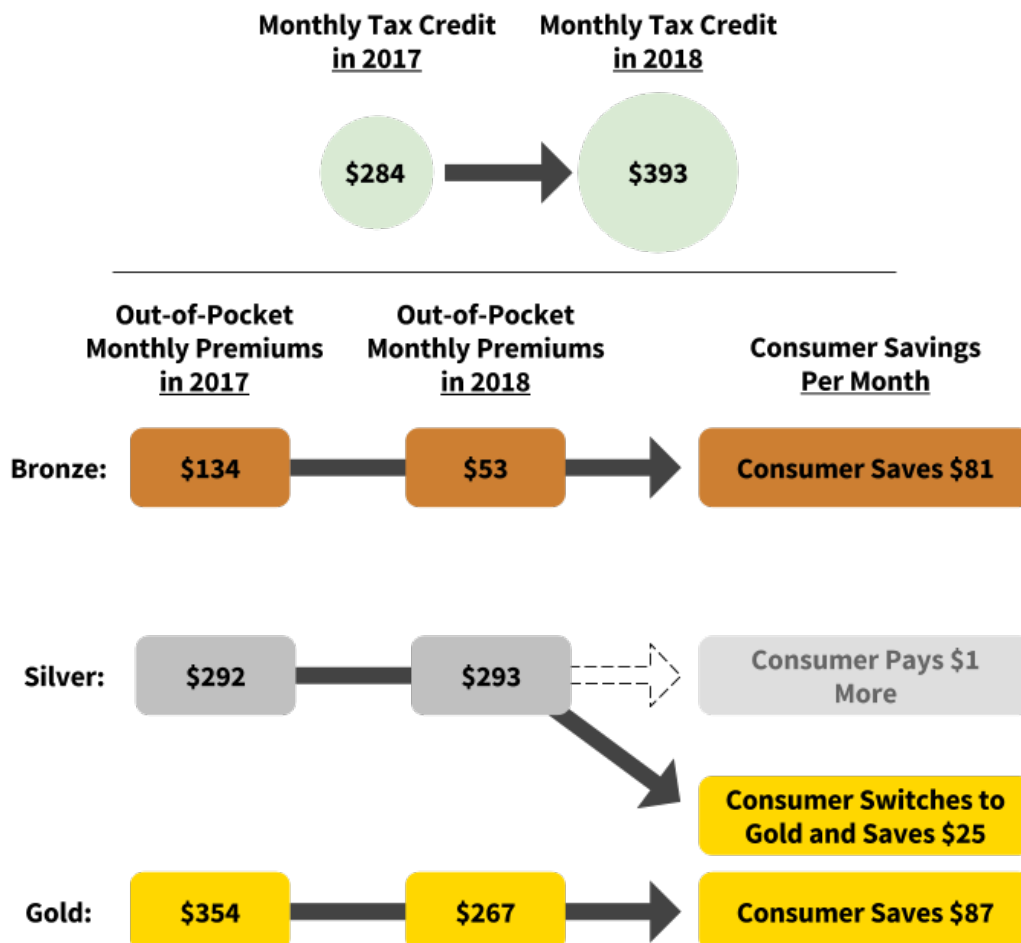 Monthly Tax Credit
in 2017
Monthly Tax Credit
in 2018
$284
$393
Out-of-Pocket
Monthly Premiums
in 2017
Out-of-Pocket
Monthly Premiums
in 2018
Consumer Savings
Per Month
Bronze:
$134
$53
Consumer Saves $81
Silver:
$292
$293
Consumer Pays $1
More
Consumer Switches to
Gold and Saves $25
Gold:
$354
$267
Consumer Saves $87